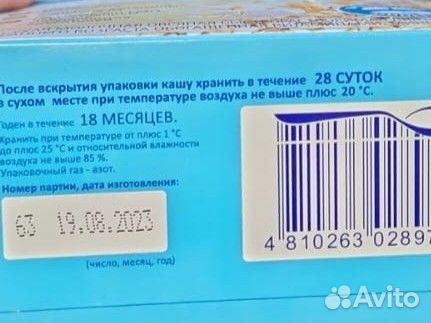 После вскрытия упаковки кашу хранить в течение 28 СУТОК
в сухом месте при температуре воздуха не выше плюс 20 °С.
Годен в течение 18 МЕСЯЦЕВ.
Хранить при температуре от плюс 1 °С
до плюс 25 °С и относительной влажности
воздуха не выше 85 %.
Упаковочный газ - азот.
Номер партии, дата изготовления:
63 19.08.2023
(число, месяц, год)
4 810263 02897
Avito